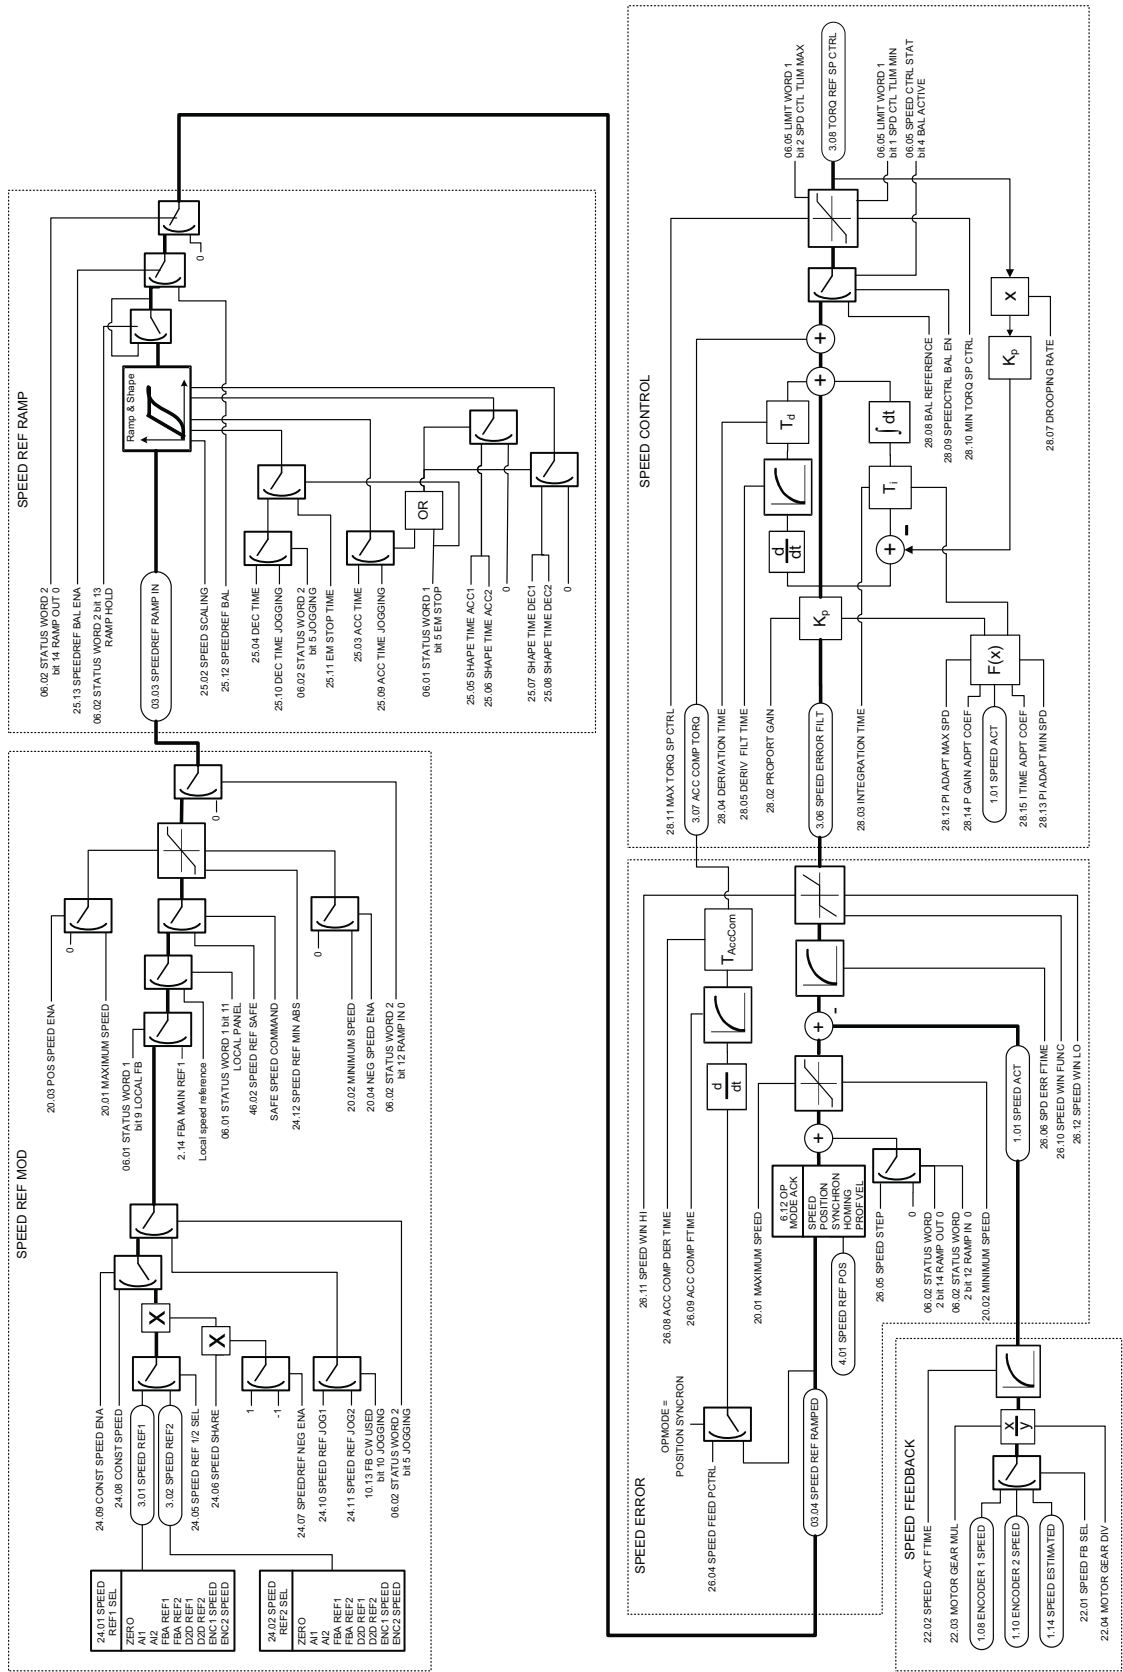 SPEED REF MOD
24.01 SPEED
REF1 SEL
ZERO
AI1
AI2
FBA REF1
FBA REF2
D2D REF1
D2D REF2
ENC1 SPEED
ENC2 SPEED
24.02 SPEED
REF2 SEL
ZERO
AI1
AI2
FBA REF1
FBA REF2
D2D REF1
D2D REF2
ENC1 SPEED
ENC2 SPEED
24.09 CONST SPEED ENA
24.08 CONST SPEED
3.01 SPEED REF1
3.02 SPEED REF2
24.05 SPEED REF 1/2 SEL
24.06 SPEED SHARE
1
-1
24.07 SPEEDREF NEG ENA
24.10 SPEED REF JOG1
24.11 SPEED REF JOG2
10.13 FB CW USED
bit 10 JOGGING
06.02 STATUS WORD 2
bit 5 JOGGING
X
X
20.03 POS SPEED ENA
0
20.01 MAXIMUM SPEED
06.01 STATUS WORD 1
bit 9 LOCAL FB
2.14 FBA MAIN REF 1
Local speed reference
06.01 STATUS WORD 1 bit 11
LOCAL PANEL
46.02 SPEED REF SAFE
SAFE SPEED COMMAND
24.12 SPEED REF MIN ABS
0
20.02 MINIMUM SPEED
20.04 NEG SPEED ENA
06.02 STATUS WORD 2
bit 12 RAMP IN 0
0
SPEED REF RAMP
06.02 STATUS WORD 2
bit 14 RAMP OUT 0
25.13 SPEEDREF BAL ENA
06.02 STATUS WORD 2 bit 13
RAMP HOLD
03.03 SPEEDREF RAMP IN
25.02 SPEED SCALING
25.12 SPEEDREF BAL
25.04 DEC TIME
25.10 DEC TIME JOGGING
06.02 STATUS WORD 2
bit 5 JOGGING
25.11 EM STOP TIME
25.03 ACC TIME
25.09 ACC TIME JOGGING
06.01 STATUS WORD 1
bit 5 EM STOP
25.05 SHAPE TIME ACC1
25.06 SHAPE TIME ACC2
0
25.07 SHAPE TIME DEC1
25.08 SHAPE TIME DEC2
0
Ramp & Shape
OR
0
SPEED ERROR
OPMODE =
POSITION SYNCRON
26.04 SPEED FEED PCTRL
03.04 SPEED REF RAMPED
26.11 SPEED WIN HI
26.08 ACC COMP DER TIME
26.09 ACC COMP FTIME
20.01 MAXIMUM SPEED
6.12 OP
MODE ACK
SPEED
POSITION
SYNCHRON
HOMING
PROF VEL
4.01 SPEED REF POS
26.05 SPEED STEP
0
06.02 STATUS WORD
2 bit 14 RAMP OUT 0
06.02 STATUS WORD
2 bit 12 RAMP IN 0
20.02 MINIMUM SPEED
d
dt
TAccCom
+
+
-
1.01 SPEED ACT
26.06 SPD ERR FTIME
26.10 SPEED WIN FUNC
26.12 SPEED WIN LO
SPEED FEEDBACK
22.02 SPEED ACT FTIME
22.03 MOTOR GEAR MUL
1.08 ENCODER 1 SPEED
1.10 ENCODER 2 SPEED
1.14 SPEED ESTIMATED
22.01 SPEED FB SEL
22.04 MOTOR GEAR DIV
x
y
SPEED CONTROL
28.11 MAX TORQ SP CTRL
3.07 ACC COMP TORQ
28.04 DERIVATION TIME
28.05 DERIV FILT TIME
28.02 PROPORT GAIN
3.06 SPEED ERROR FILT
28.03 INTEGRATION TIME
28.12 PI ADAPT MAX SPD
28.14 P GAIN ADPT COEF
1.01 SPEED ACT
28.15 I TIME ADPT COEF
28.13 PI ADAPT MIN SPD
Kp
F(x)
d
dt
Td
+
-
Ti
∫dt
+
+
28.08 BAL REFERENCE
28.09 SPEEDCTRL BAL EN
28.10 MIN TORQ SP CTRL
Kp
x
28.07 DROOPING RATE
06.05 LIMIT WORD 1
bit 2 SPD CTL TLIM MAX
3.08 TORQ REF SP CTRL
06.05 LIMIT WORD 1
bit 1 SPD CTL TLIM MIN
06.05 SPEED CTRL STAT
bit 4 BAL ACTIVE